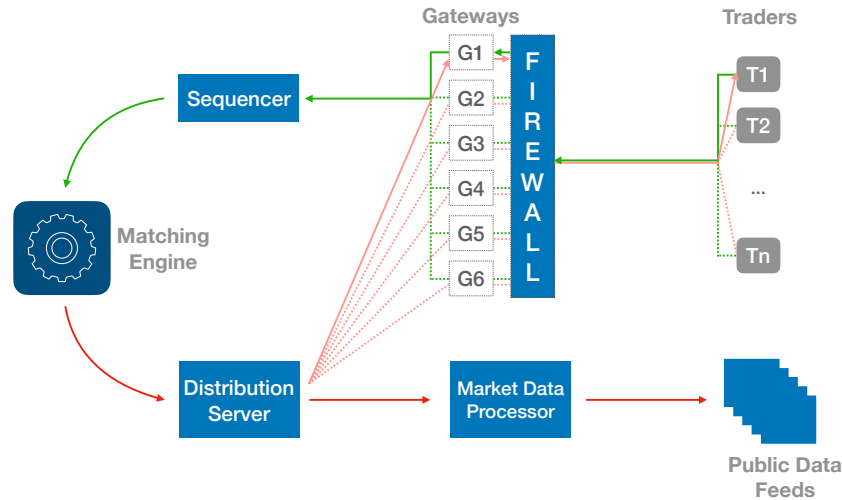 Gateways
Traders
G1
G2
G3
G4
G5
G6
F
I
R
E
W
A
L
L
T1
T2
...
Tn
Sequencer
Matching
Engine
Distribution
Server
Market Data
Processor
Public Data
Feeds